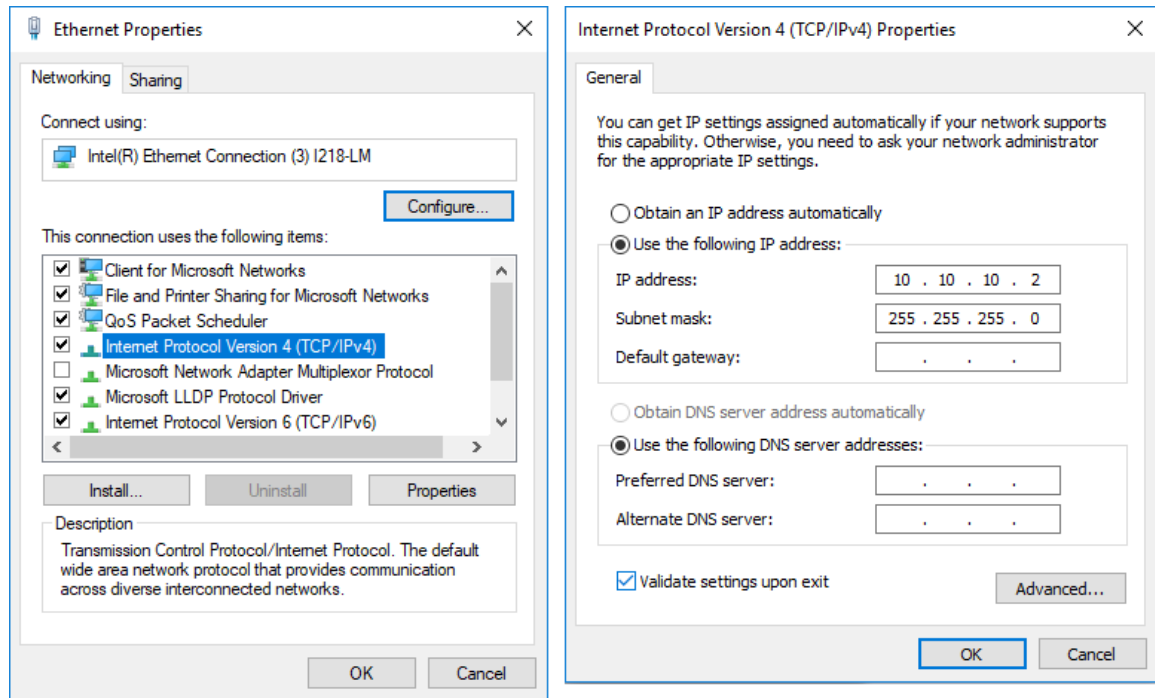 Ethernet Properties
Networking
Sharing
Connect using:
Intel(R) Ethernet Connection (3) I218-LM
Configure...
This connection uses the following items:
Client for Microsoft Networks
File and Printer Sharing for Microsoft Networks
QoS Packet Scheduler
Internet Protocol Version 4 (TCP/IPv4)
Microsoft Network Adapter Multiplexor Protocol
Microsoft LLDP Protocol Driver
Internet Protocol Version 6 (TCP/IPv6)
Install...
Uninstall
Properties
Description
Transmission Control Protocol/Internet Protocol. The default
wide area network protocol that provides communication
across diverse interconnected networks.
OK
Cancel
Internet Protocol Version 4 (TCP/IPv4) Properties
General
You can get IP settings assigned automatically if your network supports
this capability. Otherwise, you need to ask your network administrator
for the appropriate IP settings.
Obtain an IP address automatically
Use the following IP address:
IP address: 10 . 10 . 10 . 2
Subnet mask: 255 . 255 . 255 . 0
Default gateway: . . .
Obtain DNS server address automatically
Use the following DNS server addresses:
Preferred DNS server: . . .
Alternate DNS server: . . .
Validate settings upon exit
Advanced...
OK
Cancel